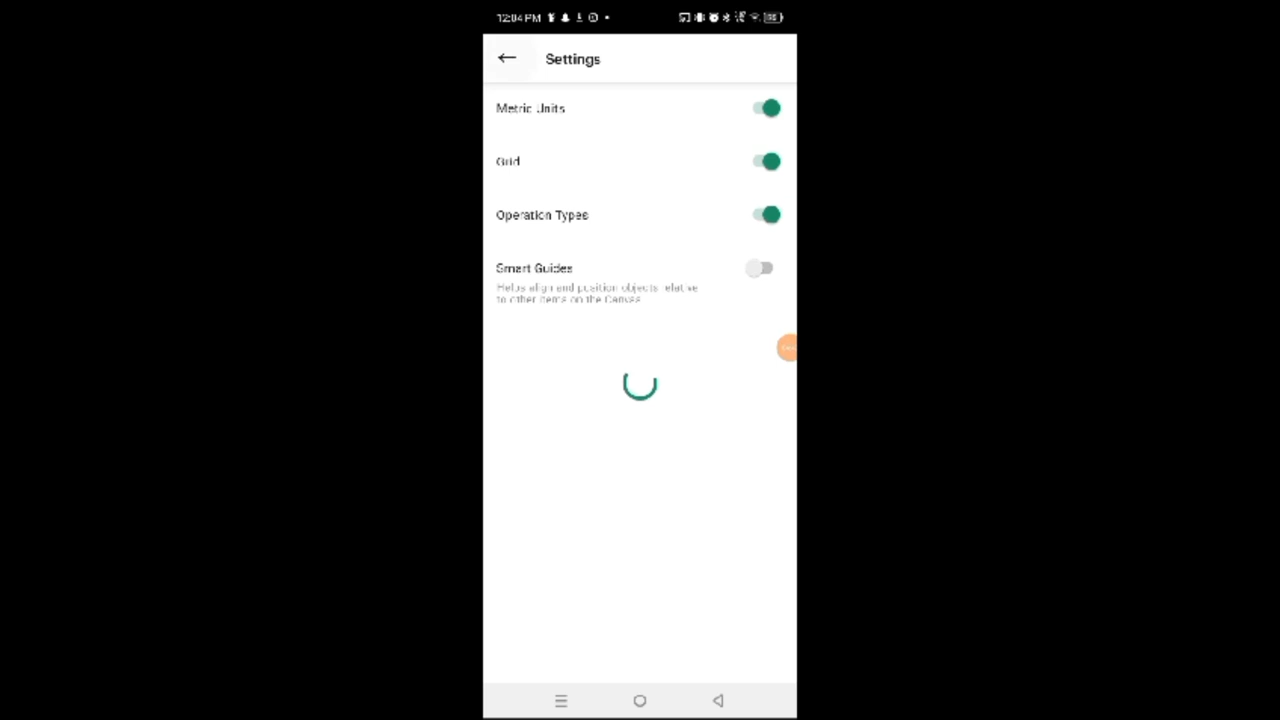 12:04 PM
Settings
Metric Units
Grid
Operation Types
Smart Guides
Helps align and position objects relative
to other items on the Canvas